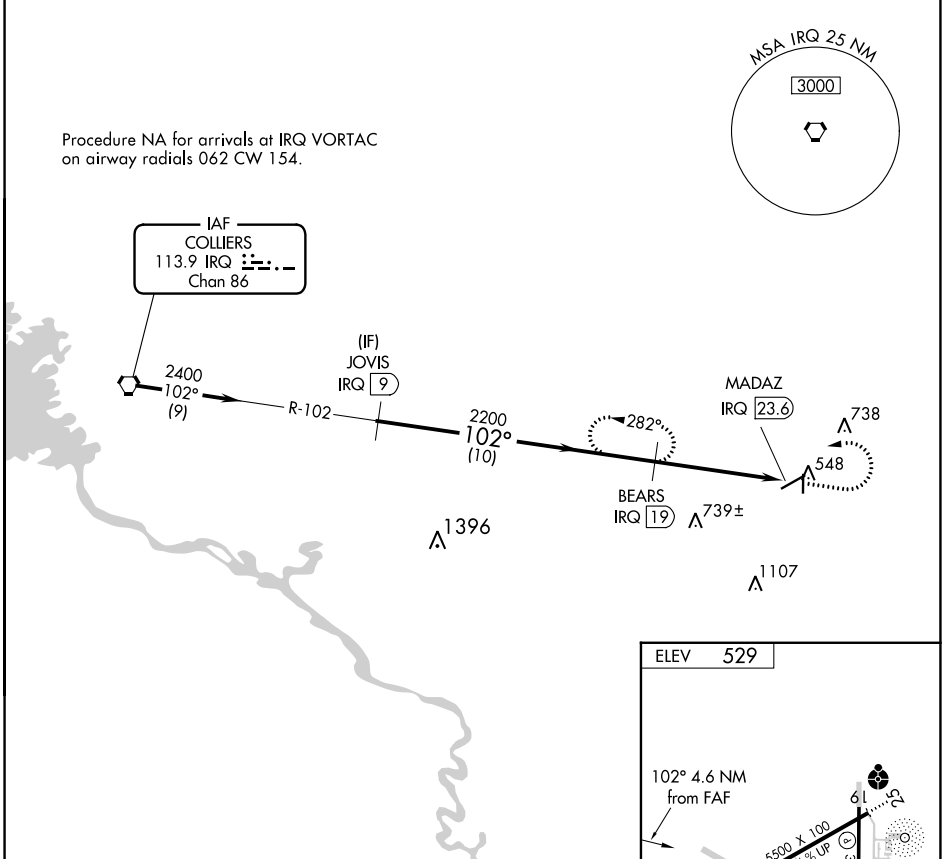 MSA IRQ 25 NM
3000
Procedure NA for arrivals at IRQ VORTAC
on airway radials 062 CW 154.
IAF
COLLIERS
113.9 IRQ
Chan 86
(IF)
JOVIS
IRQ 9
2400
102°
(9)
R-102
2200
102°
(10)
282°
MADAZ
IRQ 23.6
738
548
BEARS
IRQ 19
739±
1396
1107
ELEV 529
102° 4.6 NM
from FAF
19
25
5500 X 100
% UP
P